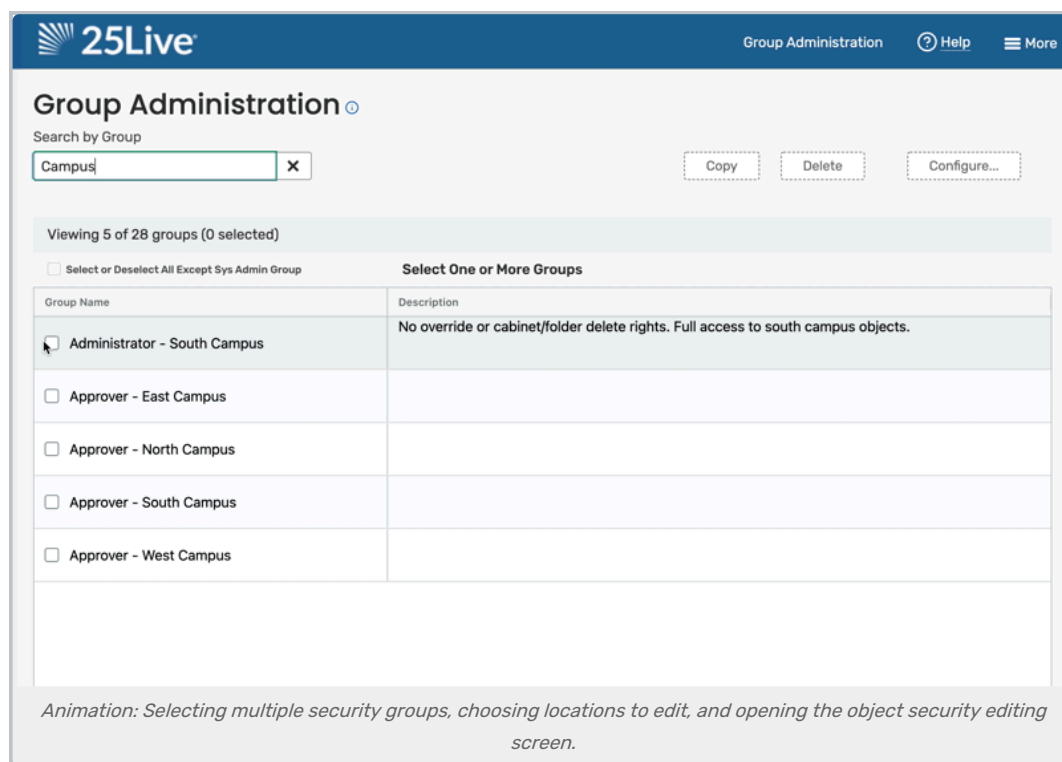 25Live
Group Administration
Help
More
Group Administration
Search by Group
Campus
Copy
Delete
Configure...
Viewing 5 of 28 groups (0 selected)
Select or Deselect All Except Sys Admin Group
Select One or More Groups
Group Name
Description
Administrator - South Campus
No override or cabinet/folder delete rights. Full access to south campus objects.
Approver - East Campus
Approver - North Campus
Approver - South Campus
Approver - West Campus
Animation: Selecting multiple security groups, choosing locations to edit, and opening the object security editing
screen.